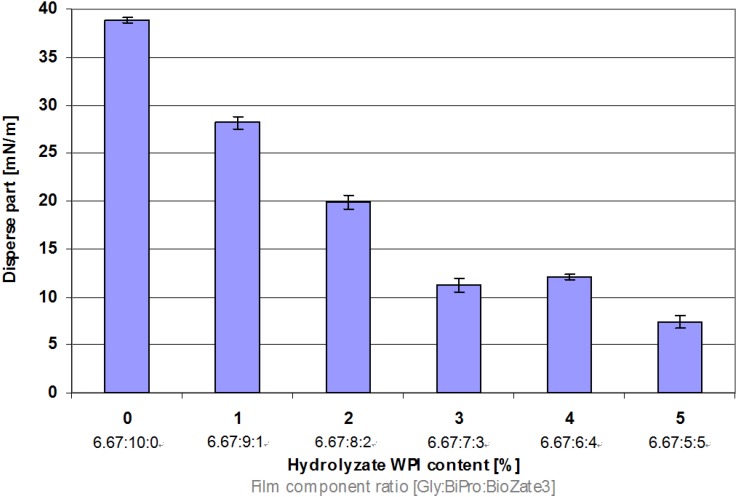 40
35
30
25
20
15
10
5
0
Disperse part [mN/m]
0 1 2 3 4 5
6.67:10:0 6.67:9:1 6.67:8:2 6.67:7:3 6.67:6:4 6.67:5:5
Hydrolyzate WPI content [%]
Film component ratio [Gly:BiPro:BioZate3]